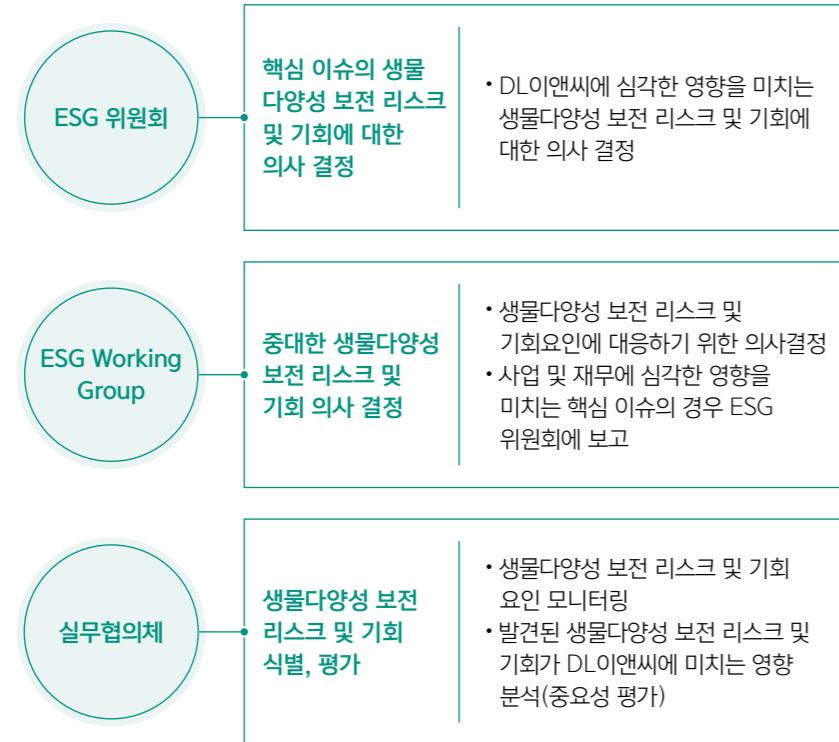 ESG 위원회
핵심 이슈의 생물
다양성 보전 리스크
및 기회에 대한
의사 결정
• DL이앤씨에 심각한 영향을 미치는
생물다양성 보전 리스크 및 기회에
대한 의사 결정
ESG Working
Group
중대한 생물다양성
보전 리스크 및
기회 의사 결정
• 생물다양성 보전 리스크 및
기회요인에 대응하기 위한 의사결정
• 사업 및 재무에 심각한 영향을
미치는 핵심 이슈의 경우 ESG
위원회에 보고
실무협의체
생물다양성 보전
리스크 및 기회
식별, 평가
• 생물다양성 보전 리스크 및 기회
요인 모니터링
• 발견된 생물다양성 보전 리스크 및
기회가 DL이앤씨에 미치는 영향
분석(중요성 평가)